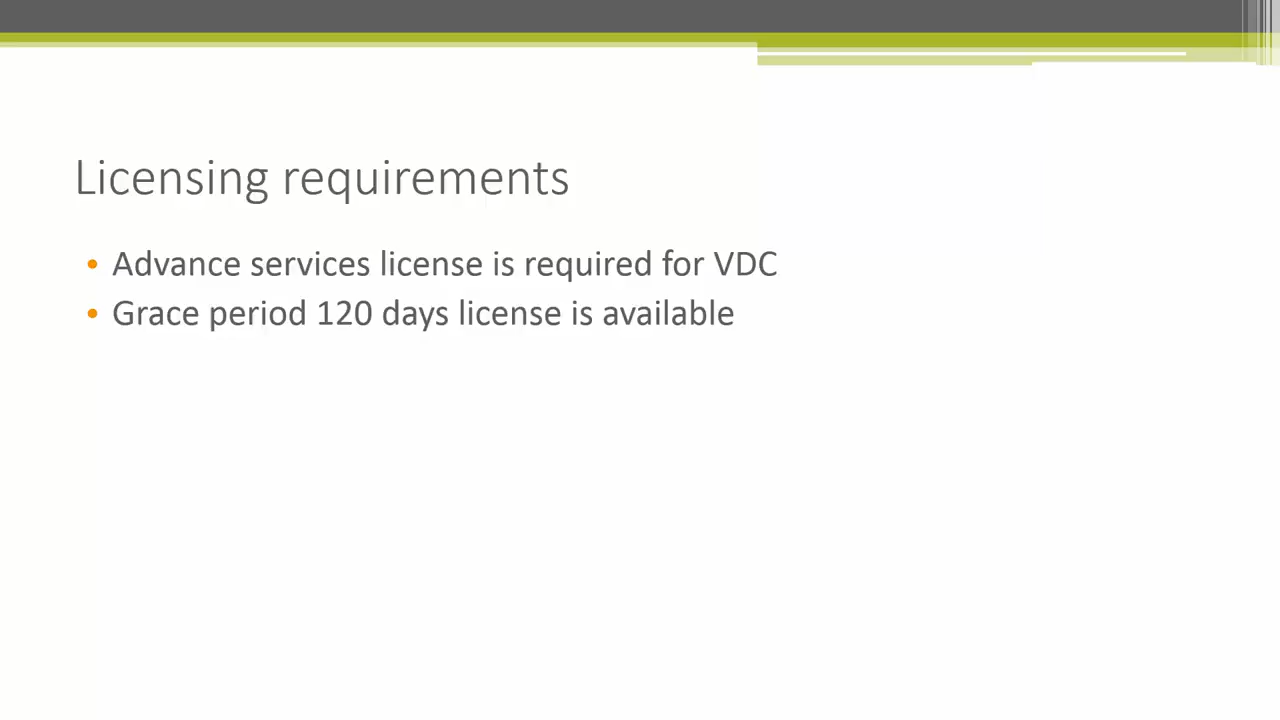 Licensing requirements
• Advance services license is required for VDC
• Grace period 120 days license is available